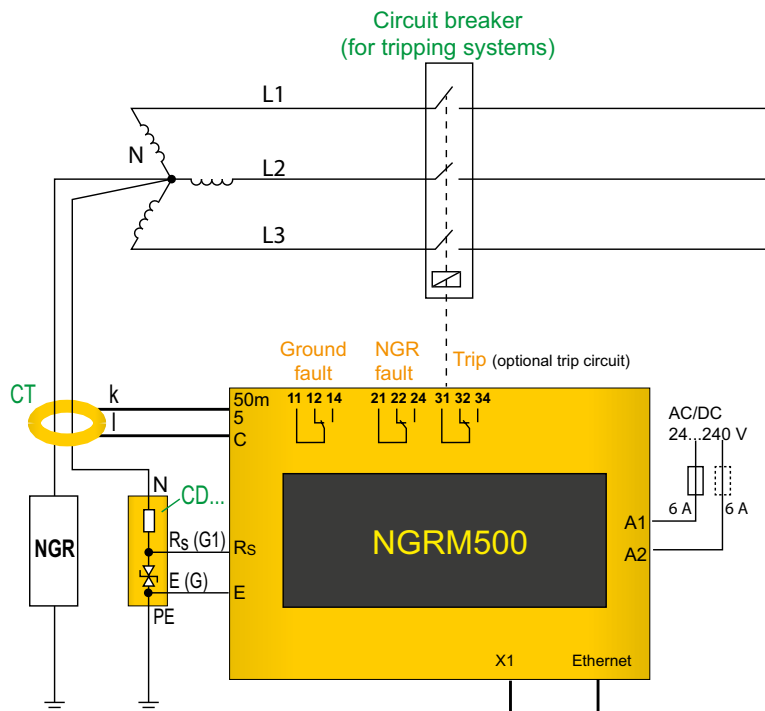 Circuit breaker
(for tripping systems)
L1
N
L2
L3
Ground
fault
NGR
fault
Trip (optional trip circuit)
CT
k
l
50m
5
C
11 12 14
21 22 24
31 32 34
AC/DC
24...240 V
6 A
6 A
N
CD...
NGR
RS (G1)
RS
E (G)
E
PE
NGRM500
A1
A2
X1
Ethernet